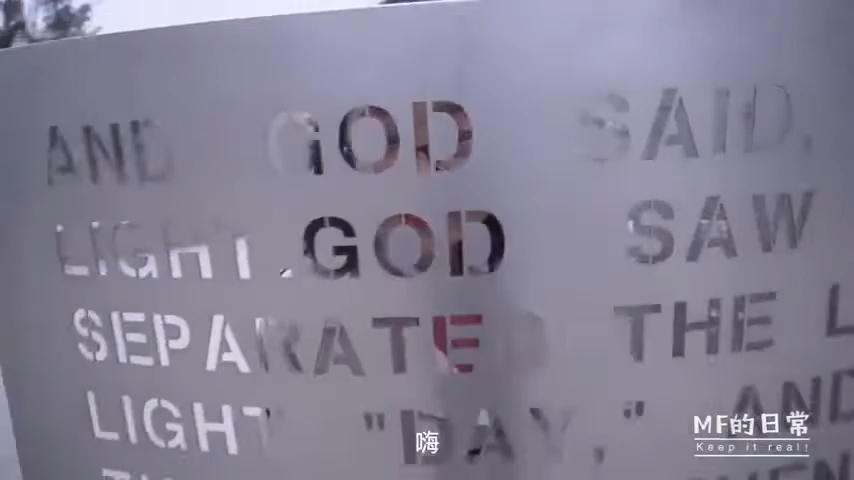 AND GOD SAID,
LIGHT.GOD SAW
SEPARATED THE L
LIGHT "DAY," AND
嗨
MF的日常
Keep it real!